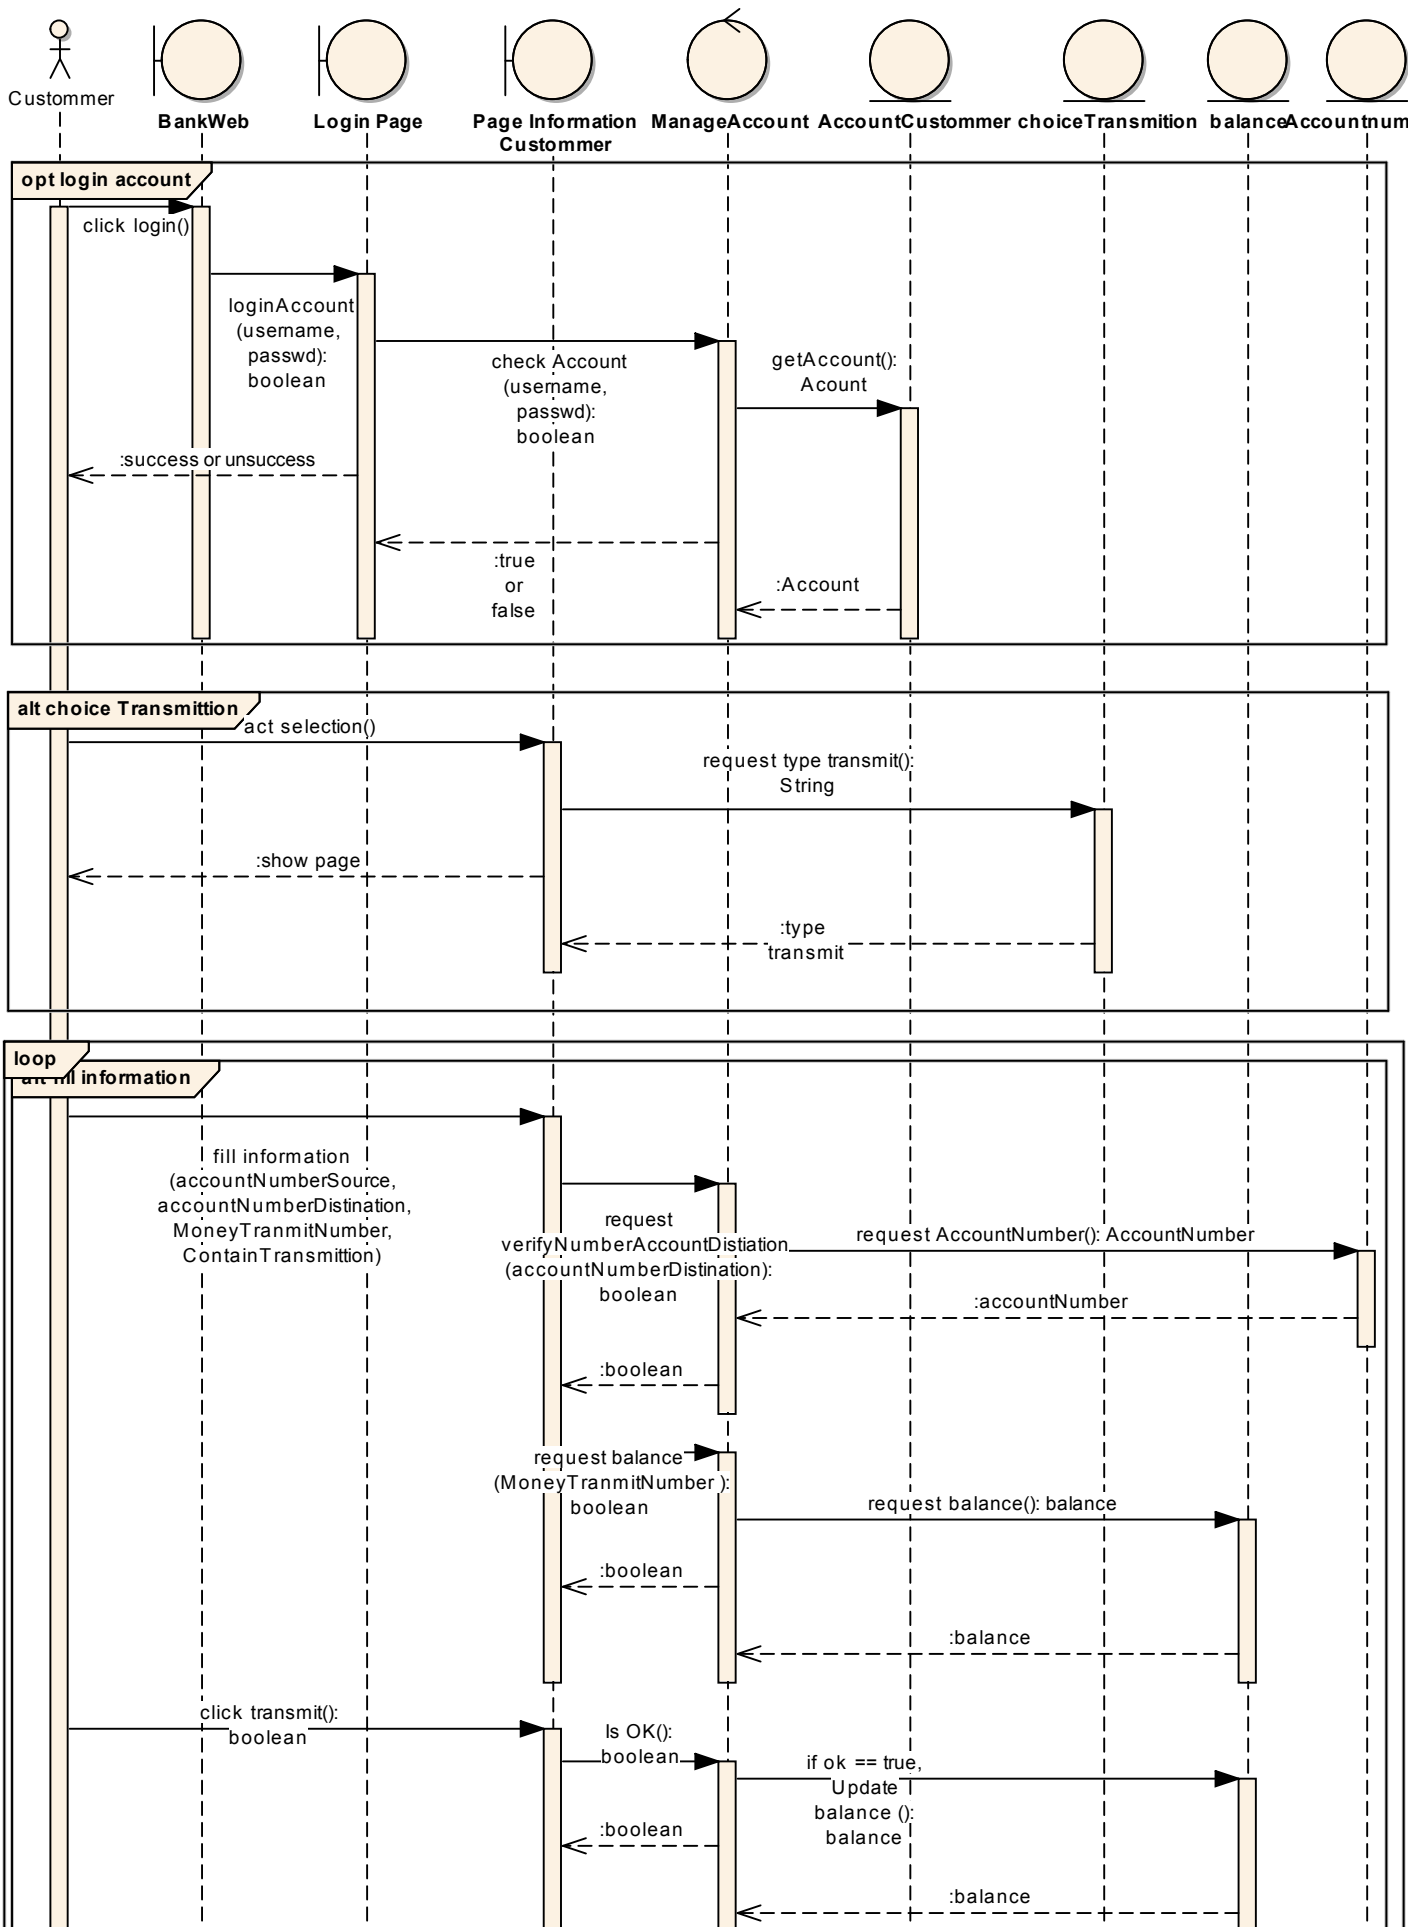 Custommer
BankWeb
Login Page
Page Information
Custommer
ManageAccount
AccountCustommer
choiceTransmition
balance
Accountnum
opt login account
click login()
loginAccount
(username,
passwd):
boolean
check Account
(username,
passwd):
boolean
getAccount():
Acount
:success or unsuccess
:true
or
false
:Account
alt choice Transmittion
act selection()
request type transmit():
String
:show page
:type
transmit
loop
alt fill information
fill information
(accountNumberSource,
accountNumberDistination,
MoneyTranmitNumber,
ContainTransmittion)
request
verifyNumberAccountDistiation
(accountNumberDistination):
boolean
request AccountNumber(): AccountNumber
:accountNumber
:boolean
request balance
(MoneyTranmitNumber ):
boolean
request balance(): balance
:boolean
:balance
click transmit():
boolean
Is OK():
boolean
if ok == true,
Update
balance ():
balance
:boolean
:balance